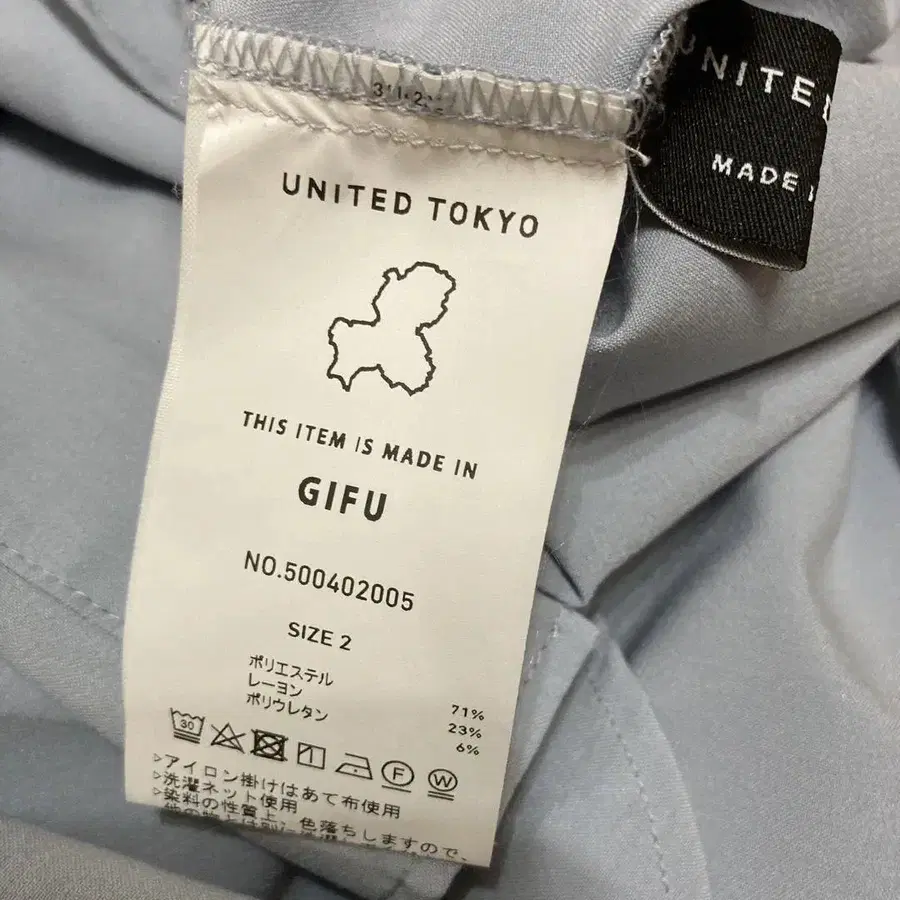 UNITED TOKYO
THIS ITEM IS MADE IN
GIFU
NO.500402005
SIZE 2
ポリエステル 71%
レーヨン 23%
ポリウレタン 6%
30
F
W
▷アイロン掛けはあて布使用
▷洗濯ネット使用
▷染料の性質上、色落ちしますので、
UNITED
MADE